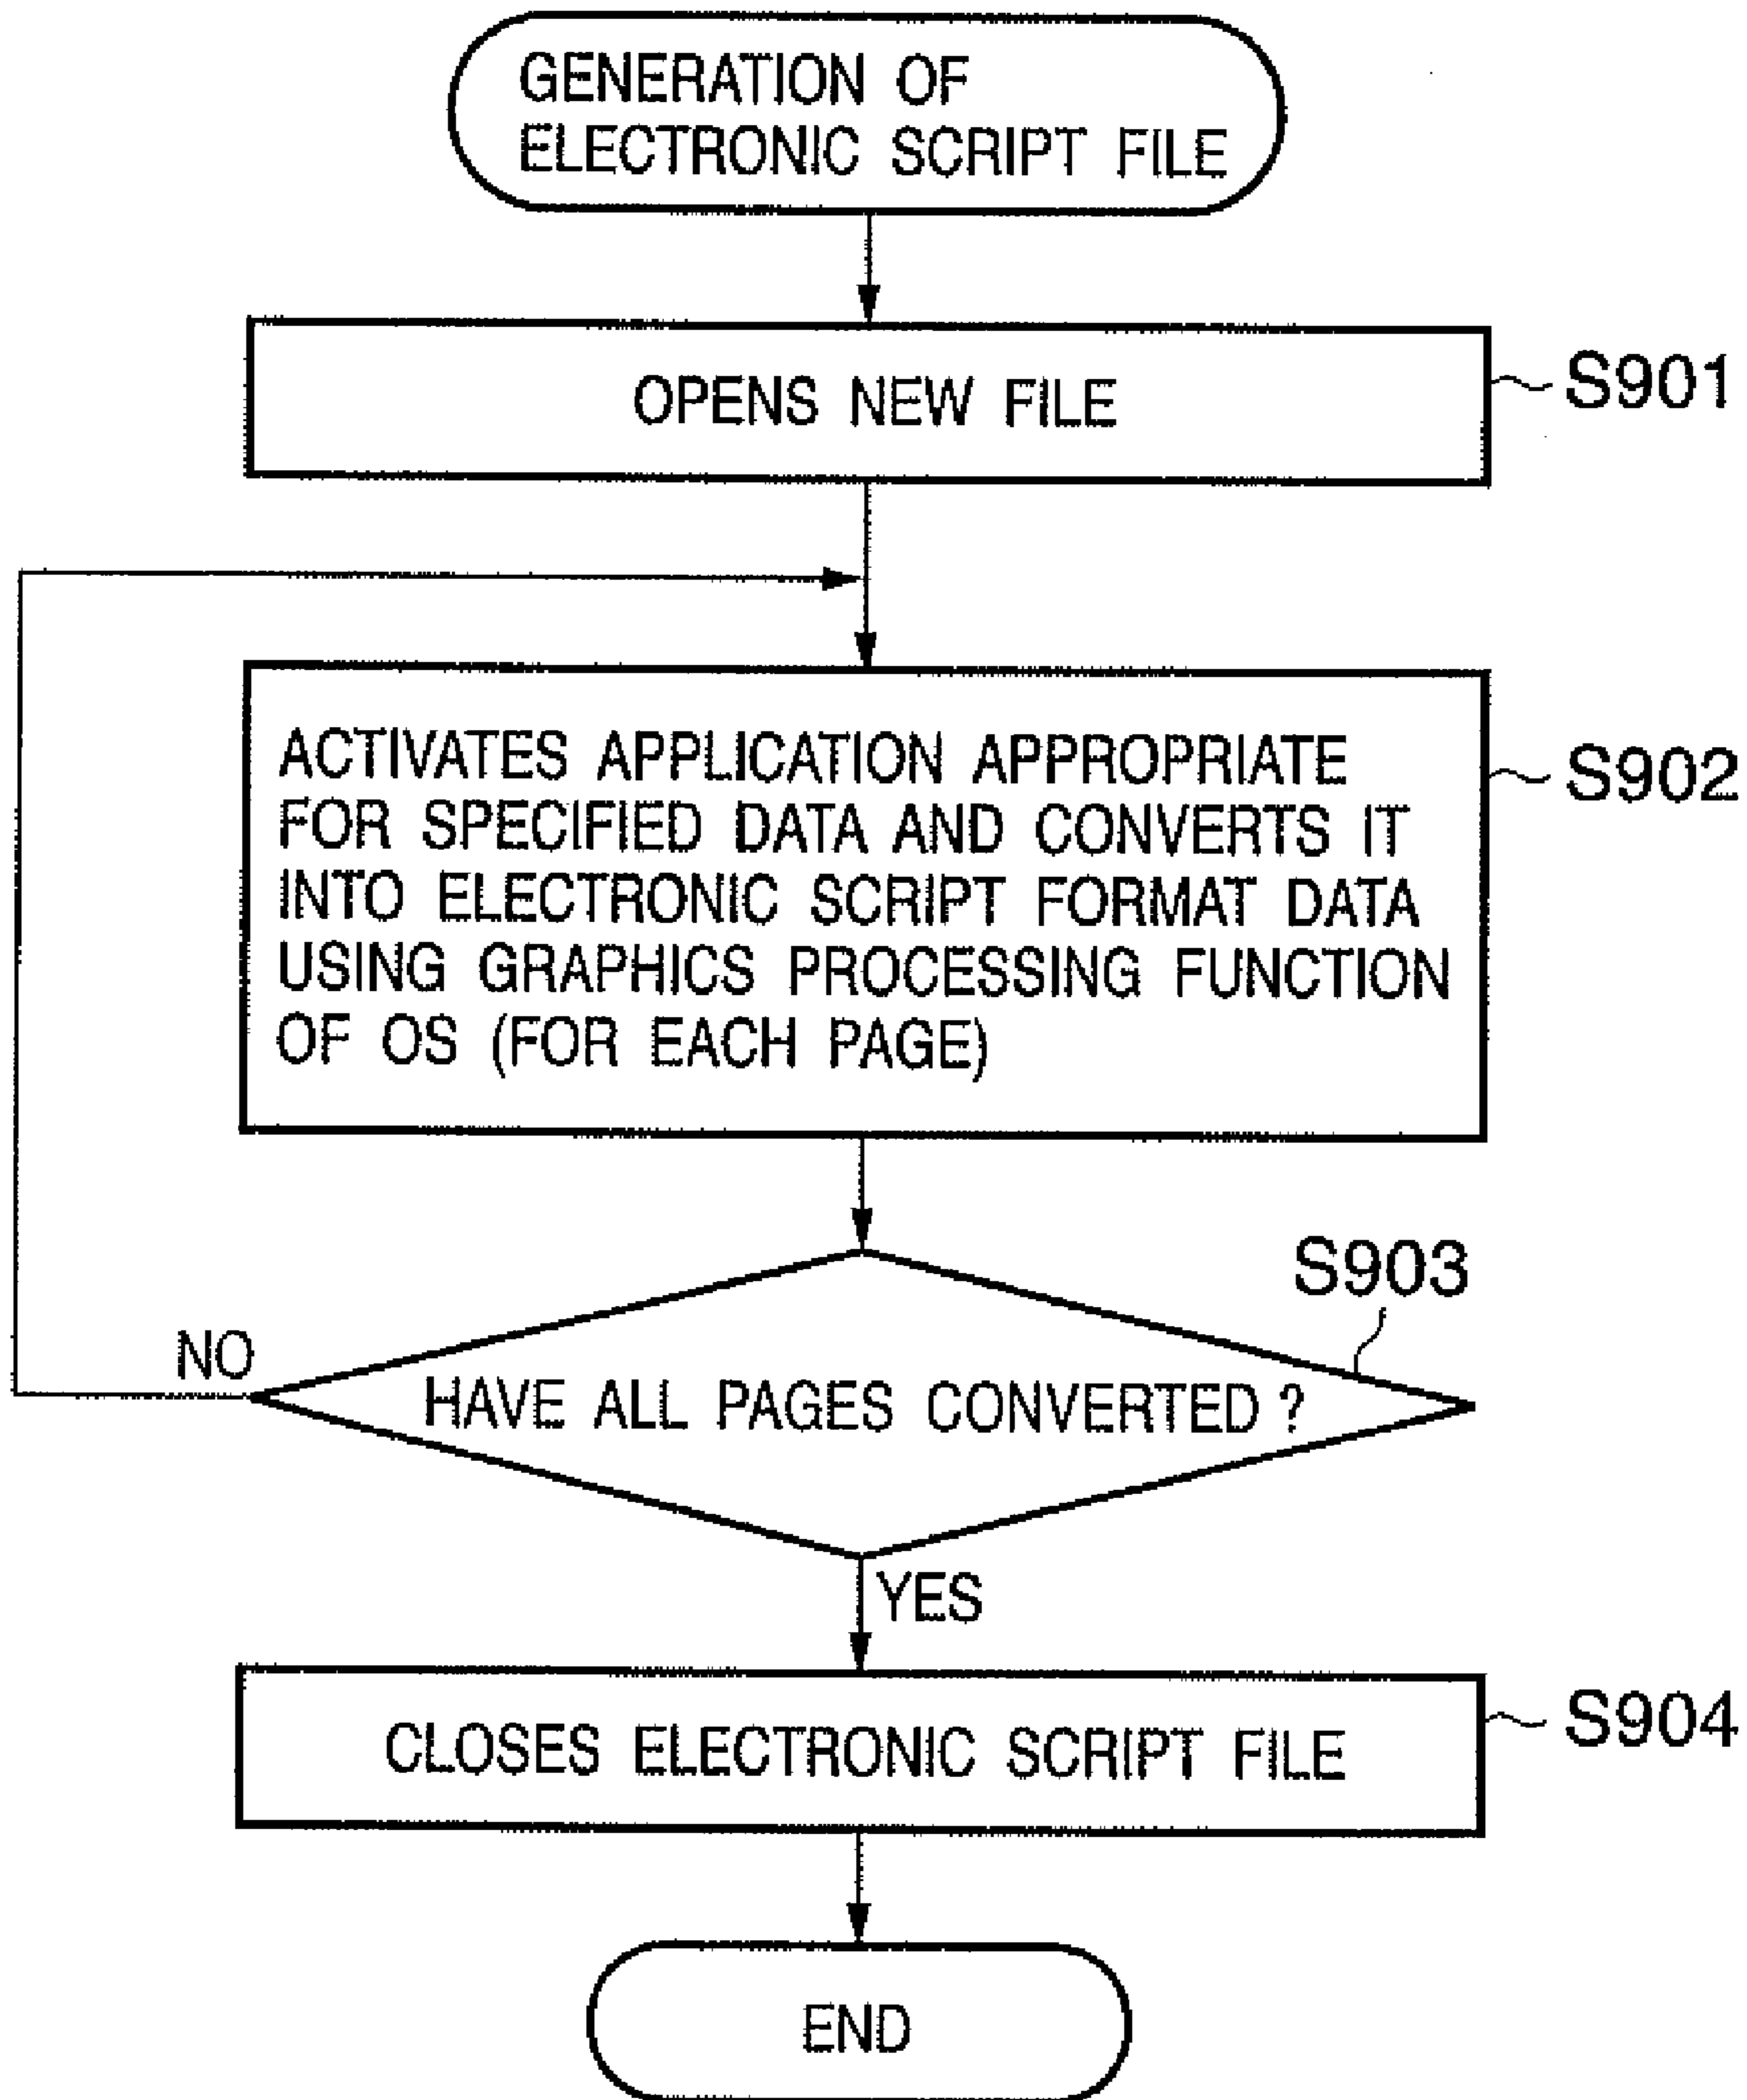 GENERATION OF
ELECTRONIC SCRIPT FILE
OPENS NEW FILE
S901
ACTIVATES APPLICATION APPROPRIATE
FOR SPECIFIED DATA AND CONVERTS IT
INTO ELECTRONIC SCRIPT FORMAT DATA
USING GRAPHICS PROCESSING FUNCTION
OF OS (FOR EACH PAGE)
S902
S903
NO
HAVE ALL PAGES CONVERTED ?
YES
CLOSES ELECTRONIC SCRIPT FILE
S904
END